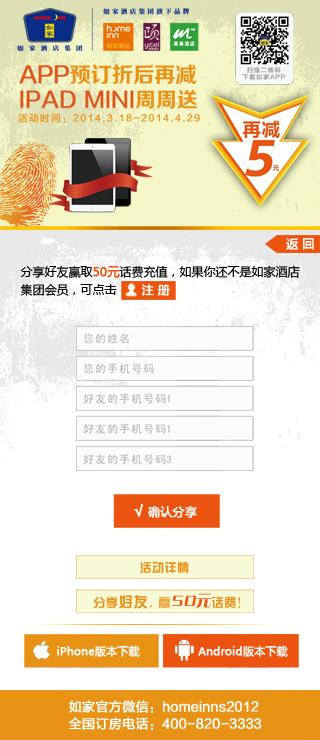 如家酒店集团旗下品牌
HOME INN
如家
如家酒店集团
home inn
如家酒店
yitel
莫泰酒店
扫描二维码
下载如家APP
APP预订折后再减
IPAD MINI周周送
活动时间：2014.3.18~2014.4.29
再减
5元
返回
分享好友赢取50元话费充值，如果你还不是如家酒店
集团会员，可点击 注 册
您的姓名
您的手机号码
好友的手机号码1
好友的手机号码1
好友的手机号码3
√ 确认分享
活动详情
分享好友，赢50元话费！
iPhone版本下载
Android版本下载
如家官方微信：homeinns2012
全国订房电话：400-820-3333